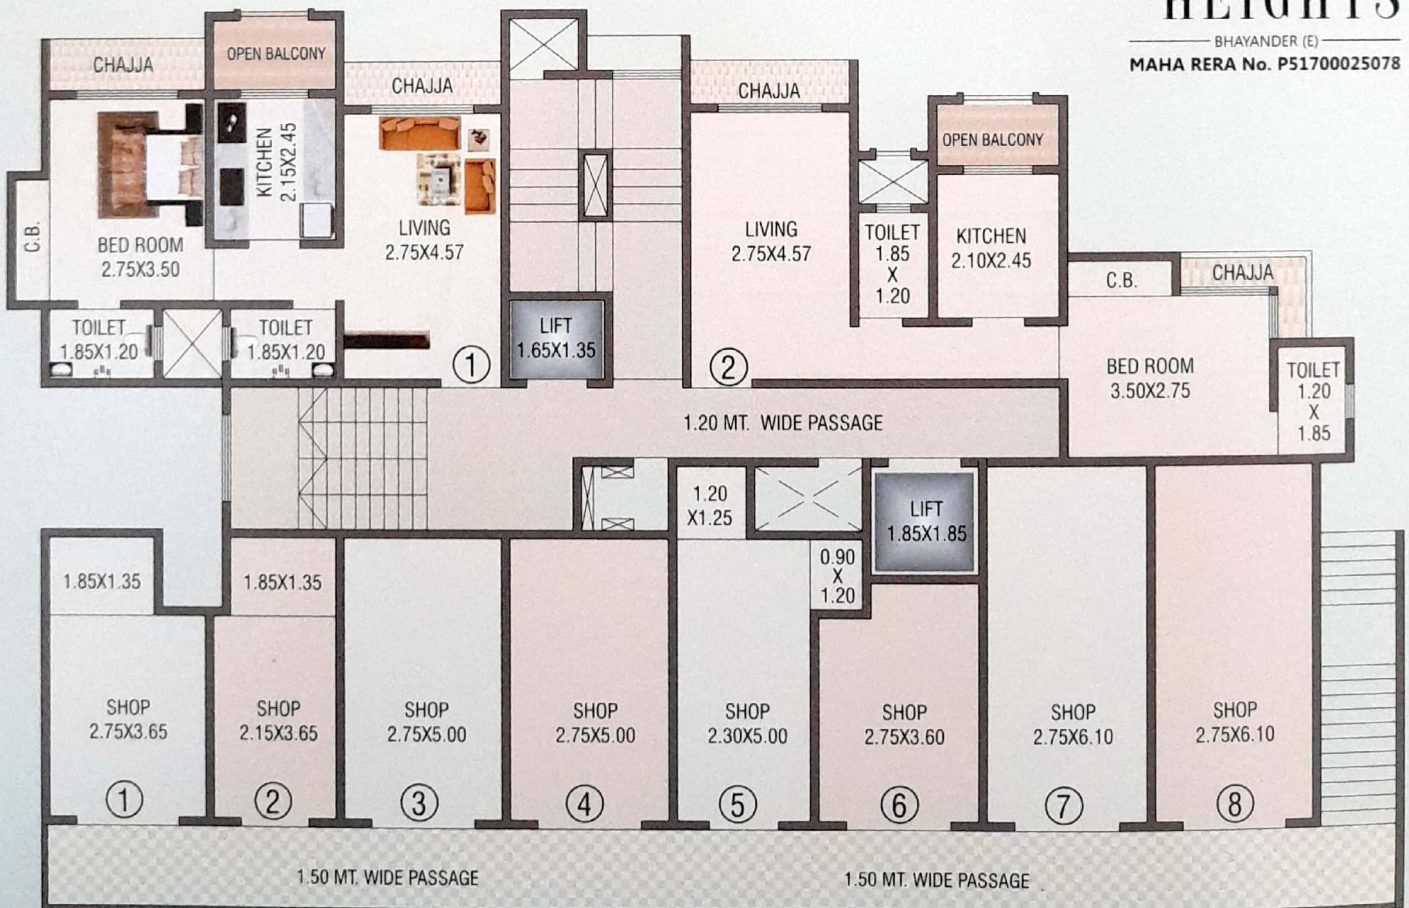 HEIGHTS
BHAYANDER (E)
MAHA RERA No. P51700025078
CHAJJA
OPEN BALCONY
CHAJJA
CHAJJA
OPEN BALCONY
KITCHEN
2.15X2.45
C.B.
BED ROOM
2.75X3.50
LIVING
2.75X4.57
LIVING
2.75X4.57
TOILET
1.85
X
1.20
KITCHEN
2.10X2.45
C.B.
CHAJJA
TOILET
1.85X1.20
TOILET
1.85X1.20
1
LIFT
1.65X1.35
2
BED ROOM
3.50X2.75
TOILET
1.20
X
1.85
1.20 MT. WIDE PASSAGE
1.20
X1.25
LIFT
1.85X1.85
0.90
X
1.20
1.85X1.35
1.85X1.35
SHOP
2.75X3.65
1
SHOP
2.15X3.65
2
SHOP
2.75X5.00
3
SHOP
2.75X5.00
4
SHOP
2.30X5.00
5
SHOP
2.75X3.60
6
SHOP
2.75X6.10
7
SHOP
2.75X6.10
8
1.50 MT. WIDE PASSAGE
1.50 MT. WIDE PASSAGE